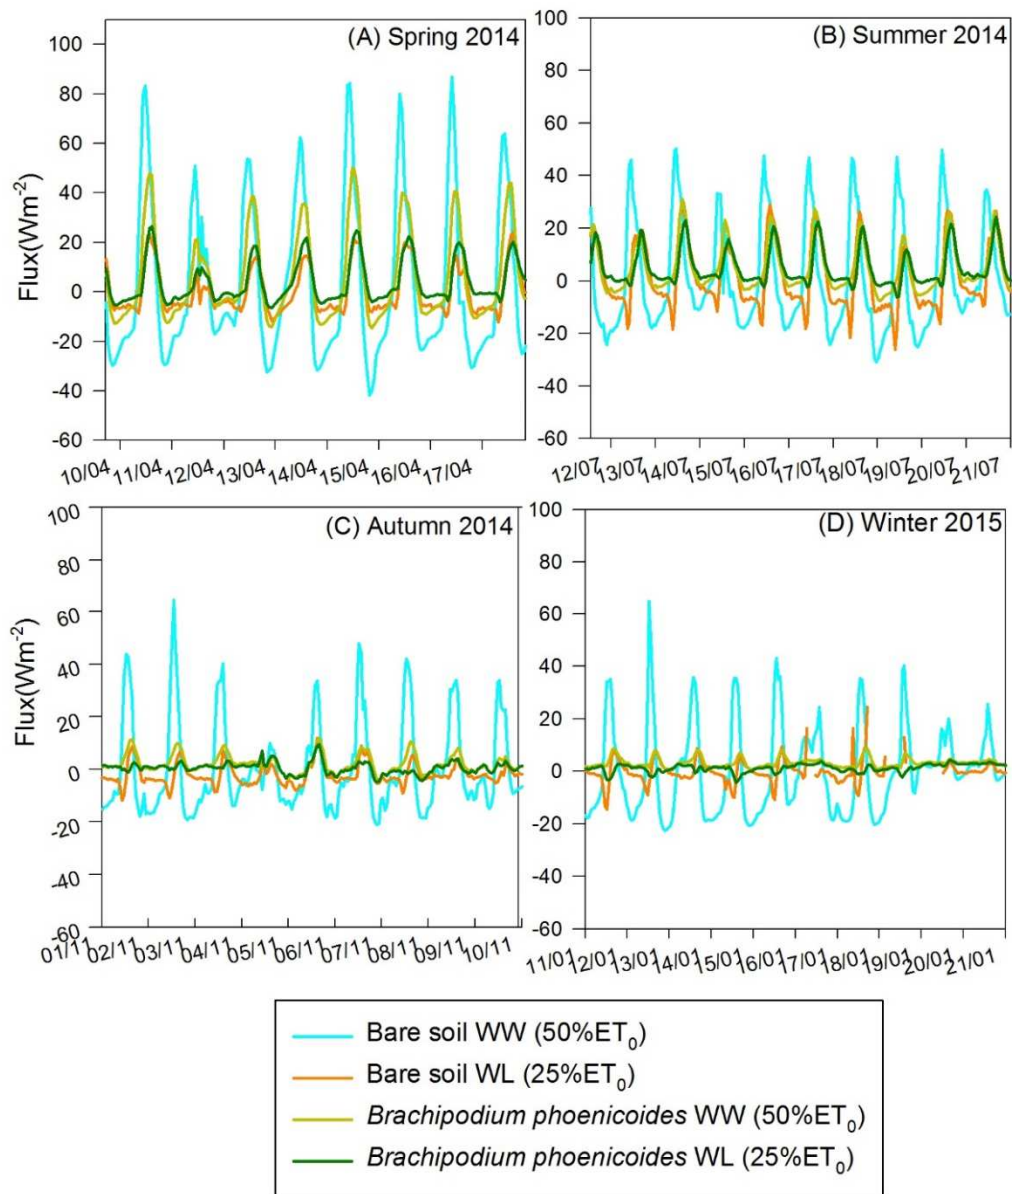 (A) Spring 2014
(B) Summer 2014
Flux(Wm⁻²)
100
80
60
40
20
0
-20
-40
-60
100
80
60
40
20
0
-20
-40
-60
10/04 11/04 12/04 13/04 14/04 15/04 16/04 17/04
12/07 13/07 14/07 15/07 16/07 17/07 18/07 19/07 20/07 21/07
(C) Autumn 2014
(D) Winter 2015
Flux(Wm⁻²)
100
80
60
40
20
0
-20
-40
-60
100
80
60
40
20
0
-20
-40
-60
01/11 02/11 03/11 04/11 05/11 06/11 07/11 08/11 09/11 10/11
11/01 12/01 13/01 14/01 15/01 16/01 17/01 18/01 19/01 20/01 21/01
Bare soil WW (50%ET₀)
Bare soil WL (25%ET₀)
Brachipodium phoenicoides WW (50%ET₀)
Brachipodium phoenicoides WL (25%ET₀)